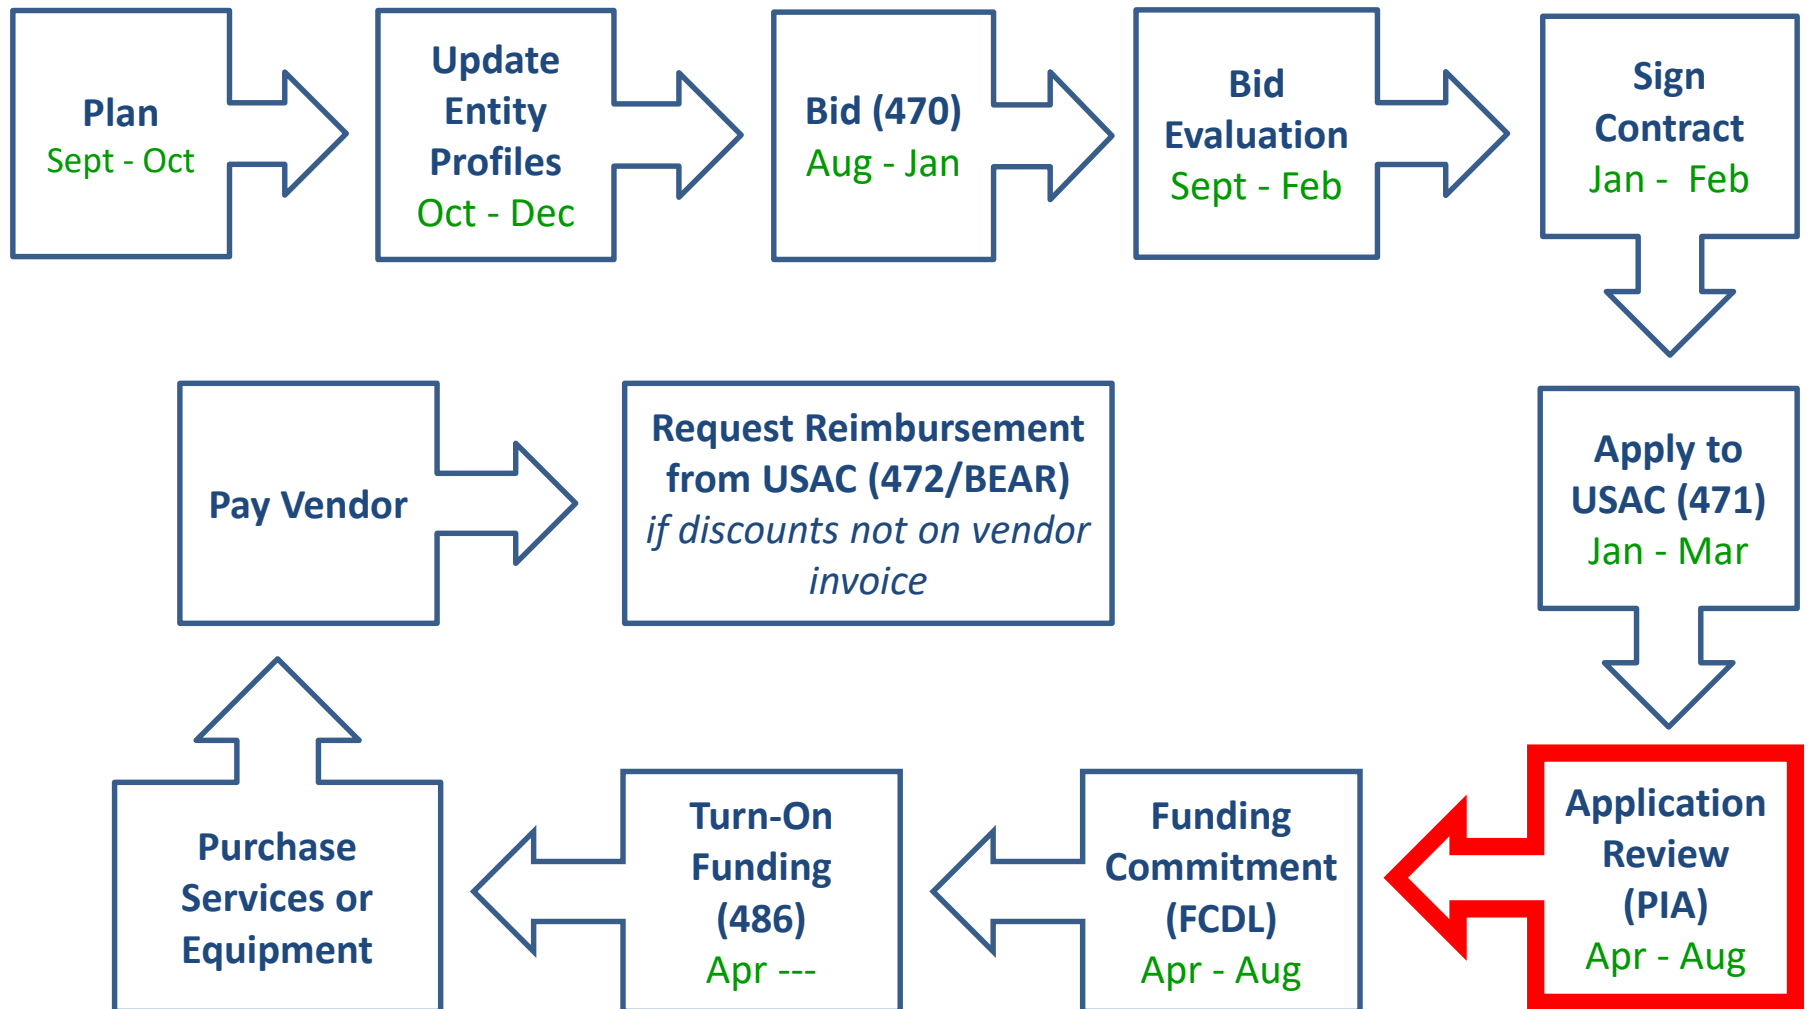 Plan
Sept - Oct
Update
Entity
Profiles
Oct - Dec
Bid (470)
Aug - Jan
Bid
Evaluation
Sept - Feb
Sign
Contract
Jan -  Feb
Apply to
USAC (471)
Jan - Mar
Application
Review
(PIA)
Apr - Aug
Funding
Commitment
(FCDL)
Apr - Aug
Turn-On
Funding
(486)
Apr ---
Purchase
Services or
Equipment
Pay Vendor
Request Reimbursement
from USAC (472/BEAR)
if discounts not on vendor
invoice